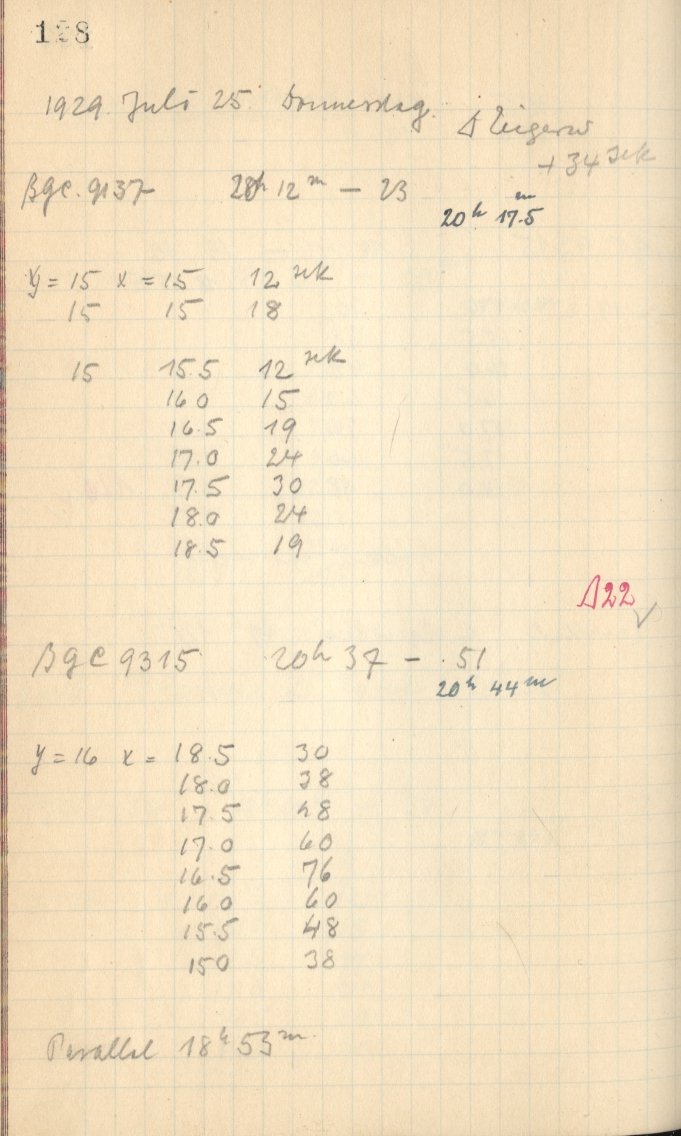 128
1929. Juli 25. Donnerstag.
Δ Zeigerw
+ 34 sek
βgc. 9137 20h 12m — 23
20h 17.5m
y = 15 x = 15 12 sek
15 15 18
15 15.5 12 sek
16 0 15
16.5 19
17.0 24
17.5 30
18.0 24
18.5 19
Δ22 ✓
βgc 9315 20h 37 — 51
20h 44m
y = 16 x = 18.5 30
18.0 38
17.5 48
17.0 60
16.5 76
16 0 60
15.5 48
15 0 38
Parallel 18h 53m